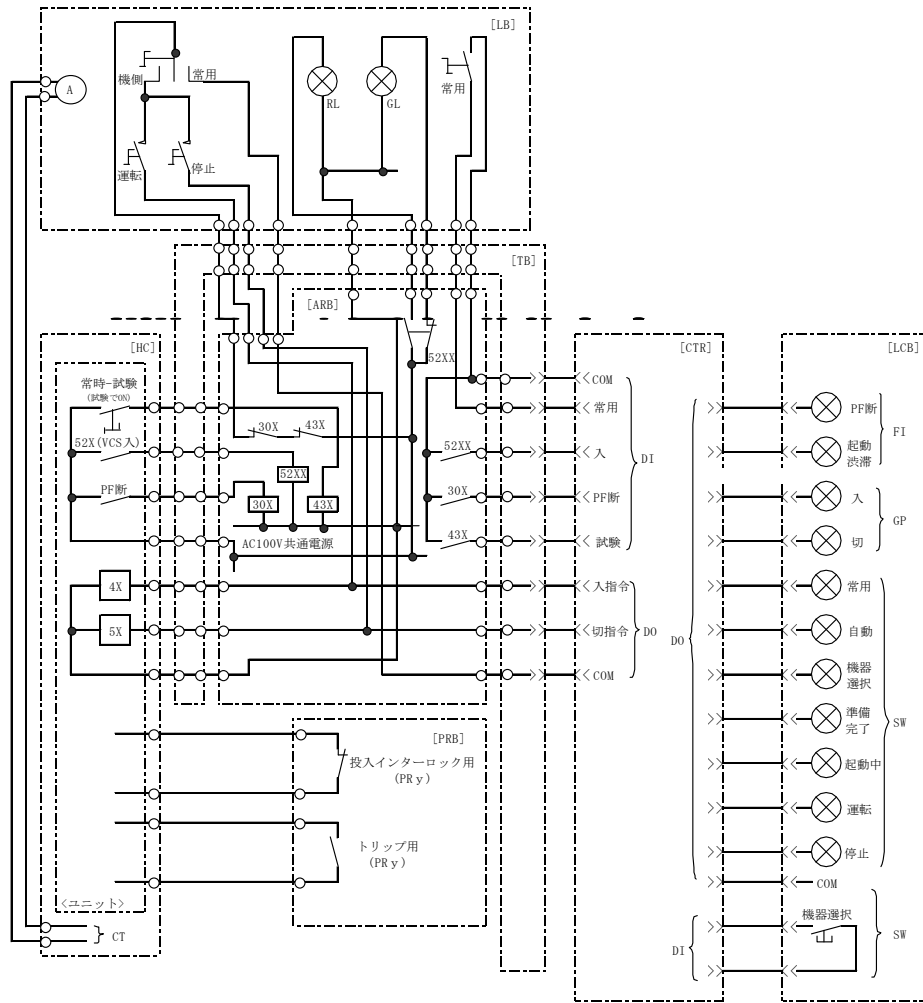 [LB]
機側
常用
A
RL
GL
常用
運転
停止
[TB]
[ARB]
[HC]
[CTR]
[LCB]
52XX
常時-試験
(試験でON)
COM
常用
PF断
FI
30X
43X
52X(VCS入)
52XX
入
DI
起動
渋滞
52XX
PF断
30X
43X
30X
PF断
入
GP
AC100V共通電源
43X
試験
切
4X
入指令
常用
5X
切指令
DO
DO
自動
COM
機器
選択
SW
準備
完了
[PRB]
投入インターロック用
(PRy)
起動中
運転
トリップ用
(PRy)
停止
COM
<ユニット>
CT
機器選択
DI
SW